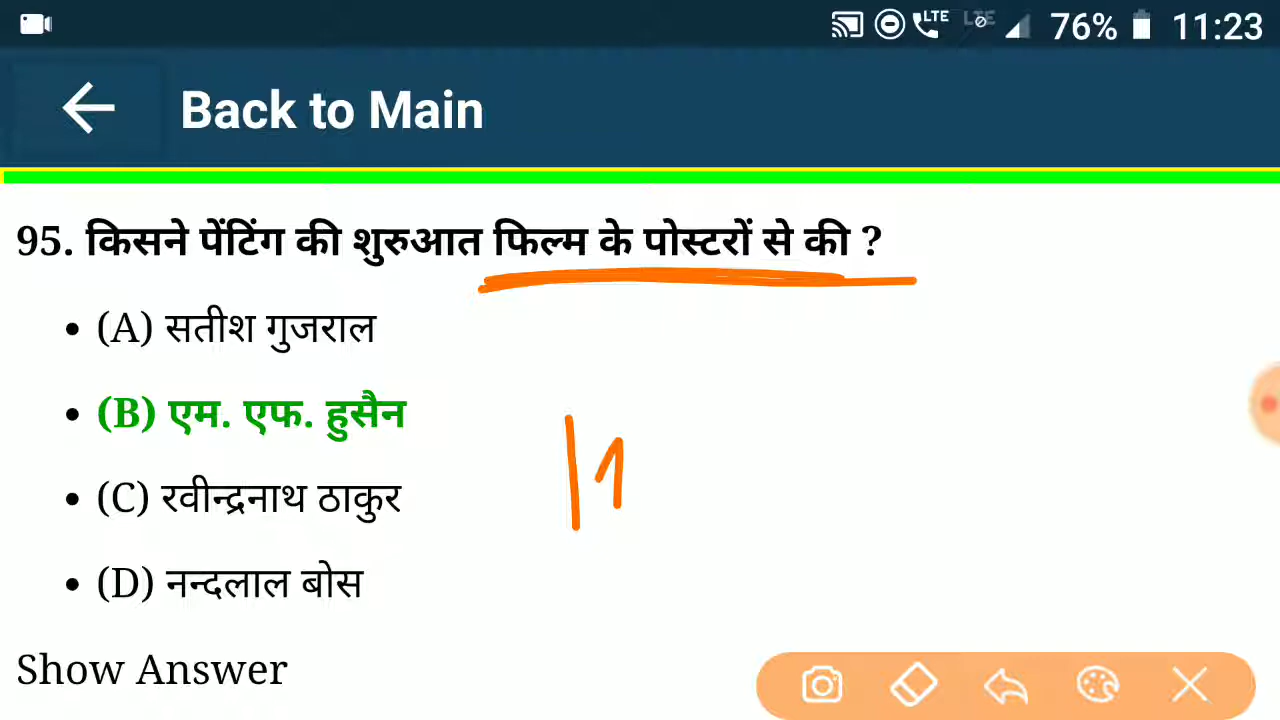 LTE LTE 76% 11:23
Back to Main
95. किसने पेंटिंग की शुरुआत फिल्म के पोस्टरों से की ?
• (A) सतीश गुजराल
• (B) एम. एफ. हुसैन
• (C) रवीन्द्रनाथ ठाकुर
• (D) नन्दलाल बोस
Show Answer